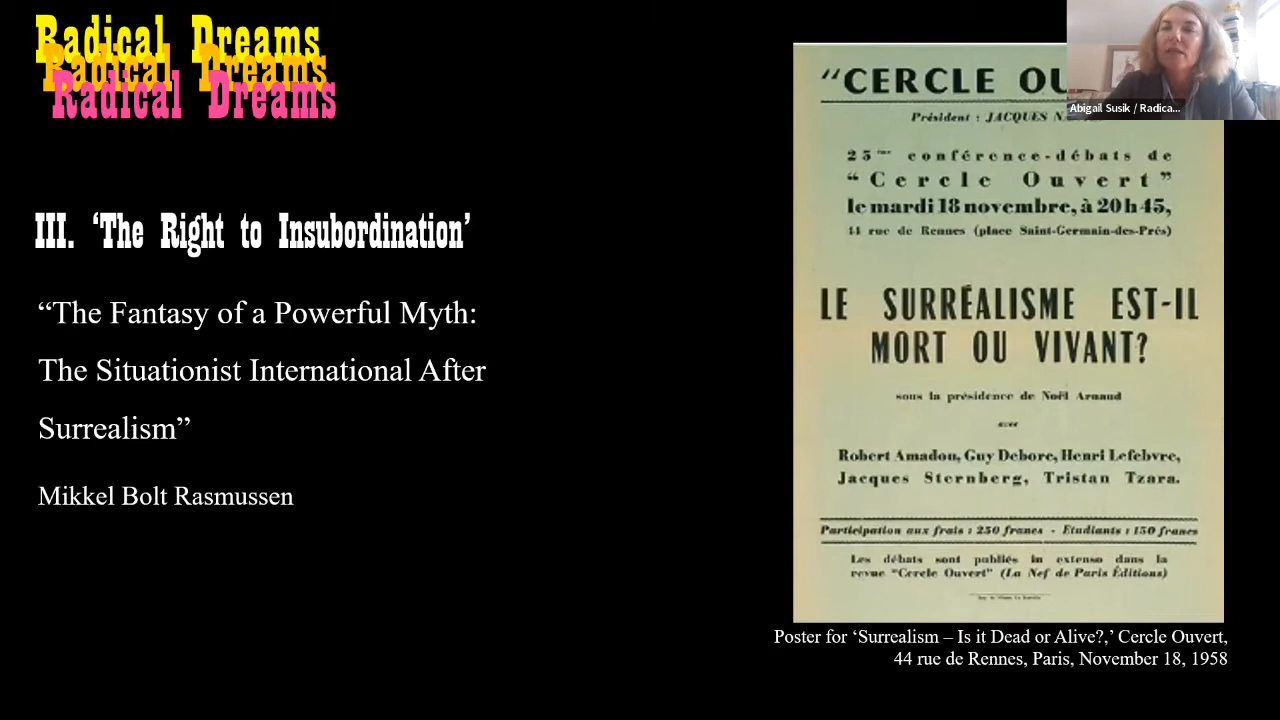 Radical Dreams
Radical Dreams
Radical Dreams
III. ‘The Right to Insubordination’
“The Fantasy of a Powerful Myth:
The Situationist International After
Surrealism”
Mikkel Bolt Rasmussen
“CERCLE OU
Président : JACQUES
25me conférence-débats de
“Cercle Ouvert”
le mardi 18 novembre, à 20 h 45,
44 rue de Rennes (place Saint-Germain-des-Prés)
LE SURRÉALISME EST-IL
MORT OU VIVANT?
sous la présidence de Noël Arnaud
avec
Robert Amadou, Guy Debore, Henri Lefebvre,
Jacques Sternberg, Tristan Tzara.
Participation aux frais : 250 francs - Etudiants : 150 francs
Les débats sont publiés in extenso dans la
revue “Cercle Ouvert” (La Nef de Paris Éditions)
Abigail Susik / Radica...
Poster for ‘Surrealism – Is it Dead or Alive?,’ Cercle Ouvert,
44 rue de Rennes, Paris, November 18, 1958